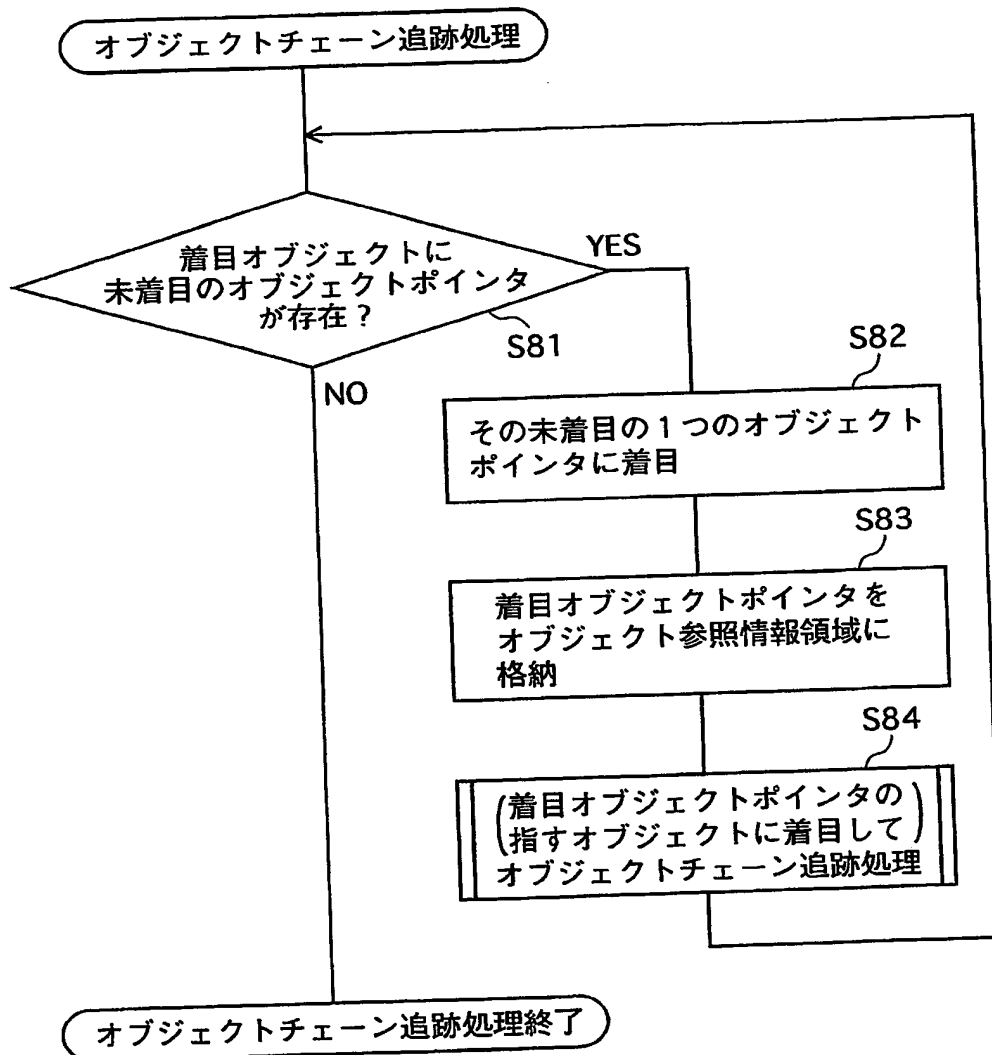 オブジェクトチェーン追跡処理
着目オブジェクトに
未着目のオブジェクトポインタ
が存在？
YES
S81
NO
S82
その未着目の１つのオブジェクト
ポインタに着目
S83
着目オブジェクトポインタを
オブジェクト参照情報領域に
格納
S84
(着目オブジェクトポインタの
指すオブジェクトに着目して)
オブジェクトチェーン追跡処理
オブジェクトチェーン追跡処理終了